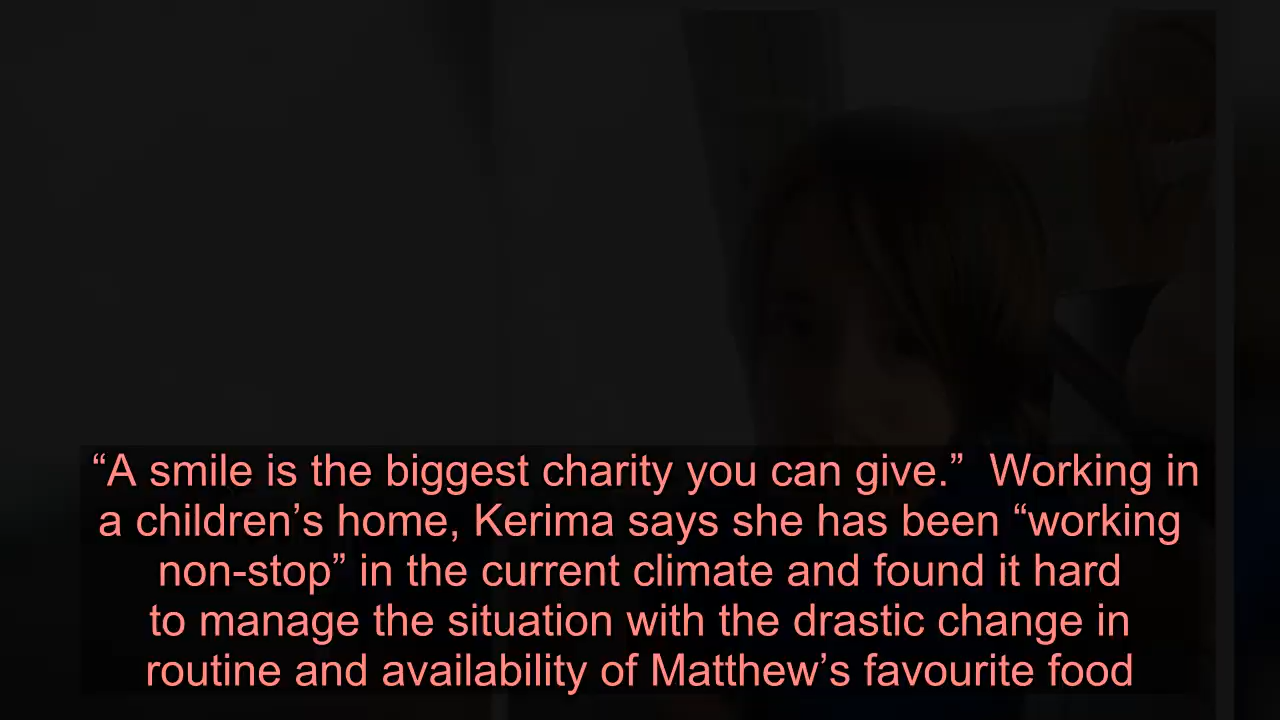 “A smile is the biggest charity you can give.”  Working in
a children’s home, Kerima says she has been “working
non-stop” in the current climate and found it hard
to manage the situation with the drastic change in
routine and availability of Matthew’s favourite food